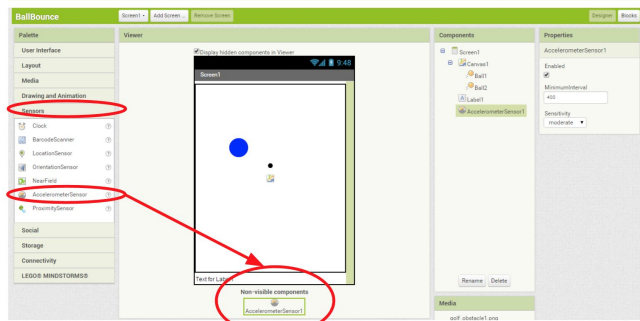 BallBounce
Screen1
Add Screen...
Remove Screen
Designer
Blocks
Palette
User Interface
Layout
Media
Drawing and Animation
Sensors
Clock
BarcodeScanner
LocationSensor
OrientationSensor
NearField
AccelerometerSensor
ProximitySensor
Social
Storage
Connectivity
LEGO® MINDSTORMS®
Viewer
Display hidden components in Viewer
9:48
Screen1
Text for Label1
Non-visible components
AccelerometerSensor1
Components
Screen1
Canvas1
Ball1
Ball2
Label1
AccelerometerSensor1
Rename
Delete
Media
golf_obstacle1.png
Properties
AccelerometerSensor1
Enabled
MinimumInterval
400
Sensitivity
moderate